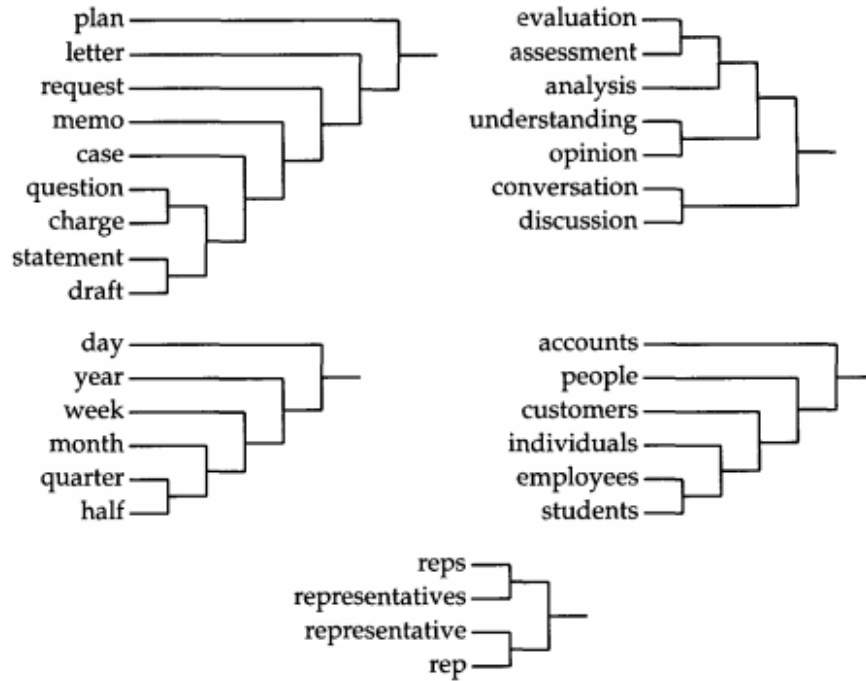 plan
letter
request
memo
case
question
charge
statement
draft
evaluation
assessment
analysis
understanding
opinion
conversation
discussion
day
year
week
month
quarter
half
accounts
people
customers
individuals
employees
students
reps
representatives
representative
rep